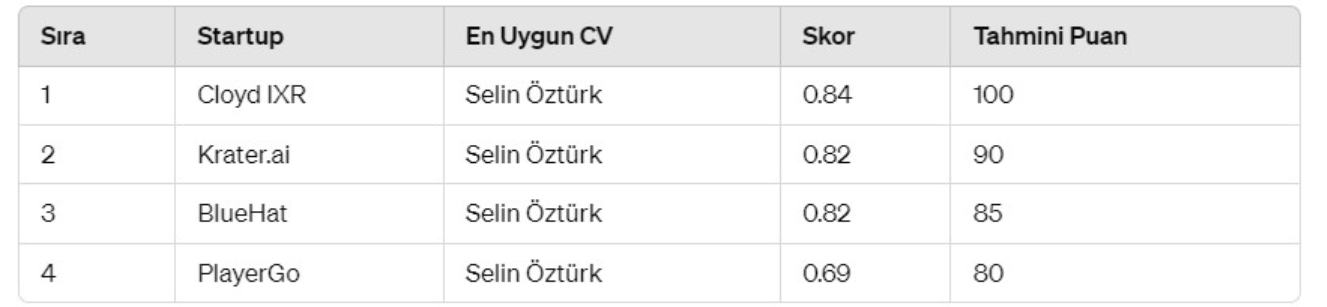 Sıra Startup En Uygun CV Skor Tahmini Puan
1 Cloyd IXR Selin Öztürk 0.84 100
2 Krater.ai Selin Öztürk 0.82 90
3 BlueHat Selin Öztürk 0.82 85
4 PlayerGo Selin Öztürk 0.69 80